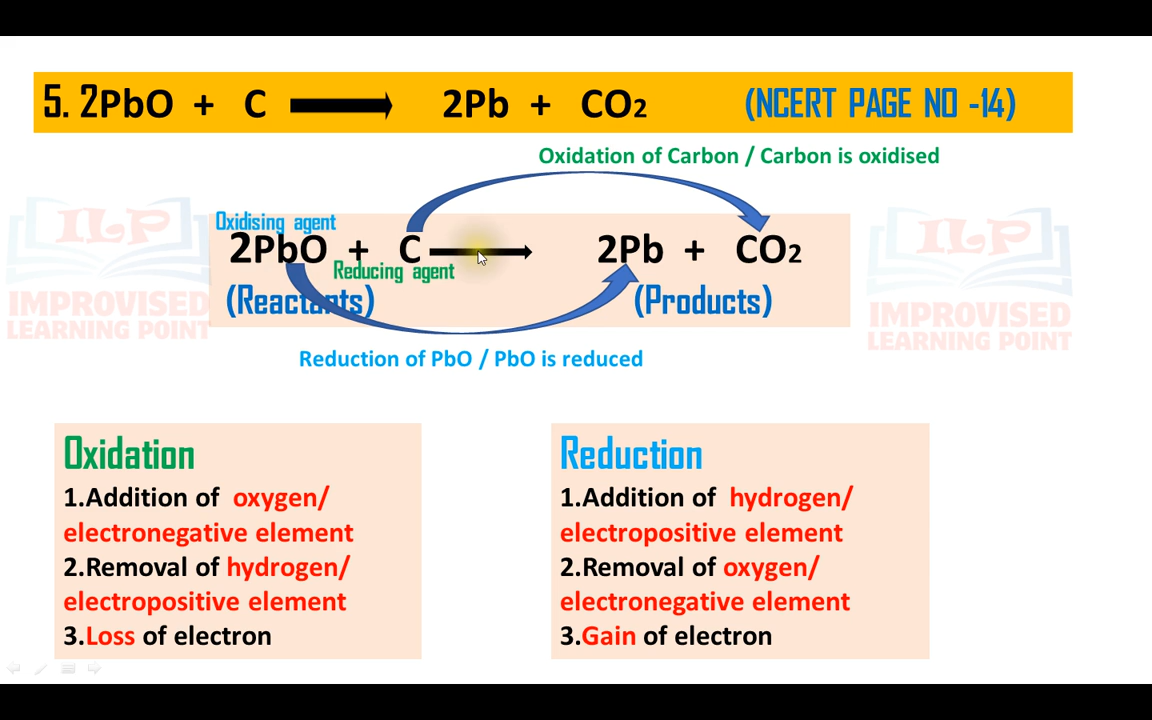 5. 2PbO + C 2Pb + CO2 (NCERT PAGE NO -14)
Oxidation of Carbon / Carbon is oxidised
ILP
IMPROVISED
LEARNING POINT
Oxidising agent
2PbO + C 2Pb + CO2
Reducing agent
(Reactants) (Products)
ILP
IMPROVISED
LEARNING POINT
Reduction of PbO / PbO is reduced
Oxidation
1.Addition of oxygen/
electronegative element
2.Removal of hydrogen/
electropositive element
3.Loss of electron
Reduction
1.Addition of hydrogen/
electropositive element
2.Removal of oxygen/
electronegative element
3.Gain of electron